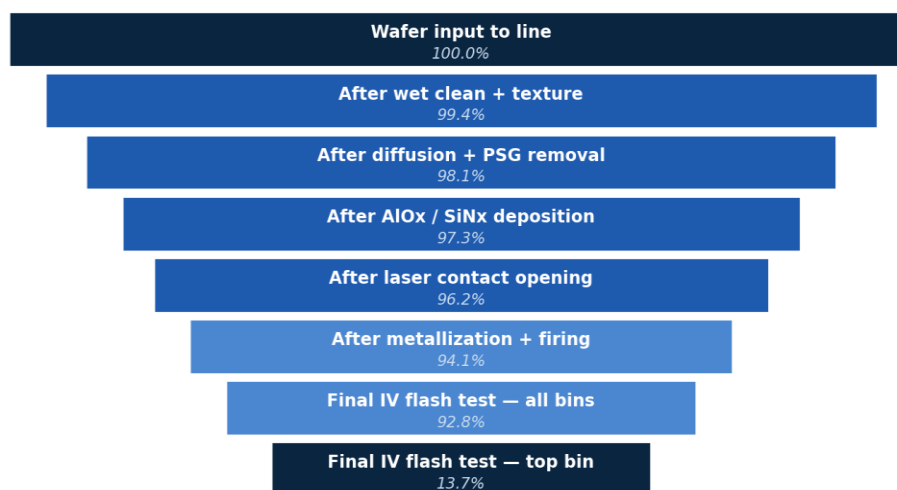 Wafer input to line
100.0%
After wet clean + texture
99.4%
After diffusion + PSG removal
98.1%
After AlOx / SiNx deposition
97.3%
After laser contact opening
96.2%
After metallization + firing
94.1%
Final IV flash test — all bins
92.8%
Final IV flash test — top bin
13.7%